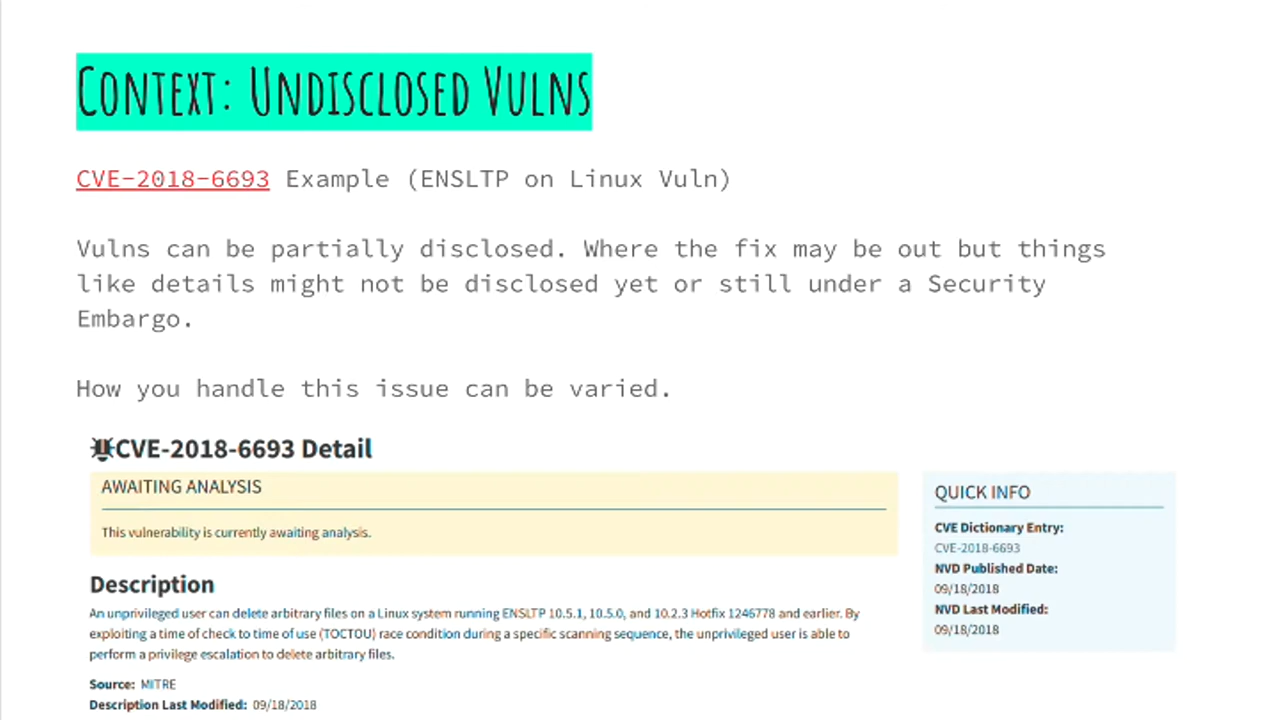 Context: Undisclosed Vulns
CVE-2018-6693 Example (ENSLTP on Linux Vuln)
Vulns can be partially disclosed. Where the fix may be out but things
like details might not be disclosed yet or still under a Security
Embargo.
How you handle this issue can be varied.
CVE-2018-6693 Detail
AWAITING ANALYSIS
This vulnerability is currently awaiting analysis.
Description
An unprivileged user can delete arbitrary files on a Linux system running ENSLTP 10.5.1, 10.5.0, and 10.2.3 Hotfix 1246778 and earlier. By
exploiting a time of check to time of use (TOCTOU) race condition during a specific scanning sequence, the unprivileged user is able to
perform a privilege escalation to delete arbitrary files.
Source: MITRE
Description Last Modified: 09/18/2018
QUICK INFO
CVE Dictionary Entry:
CVE-2018-6693
NVD Published Date:
09/18/2018
NVD Last Modified:
09/18/2018